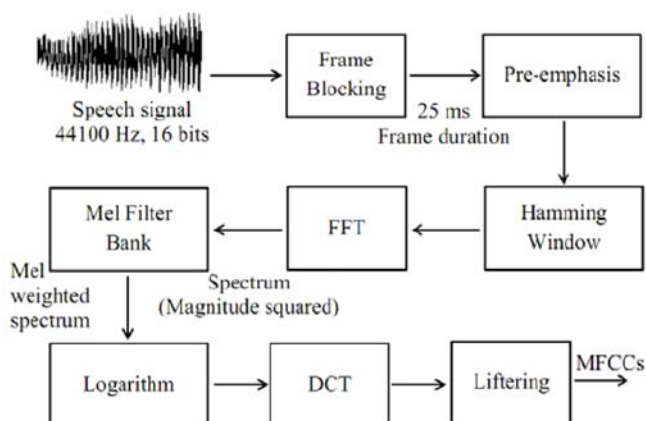 Speech signal
44100 Hz, 16 bits
Frame
Blocking
25 ms
Frame duration
Pre-emphasis
Hamming
Window
FFT
Spectrum
(Magnitude squared)
Mel Filter
Bank
Mel
weighted
spectrum
Logarithm
DCT
Liftering
MFCCs